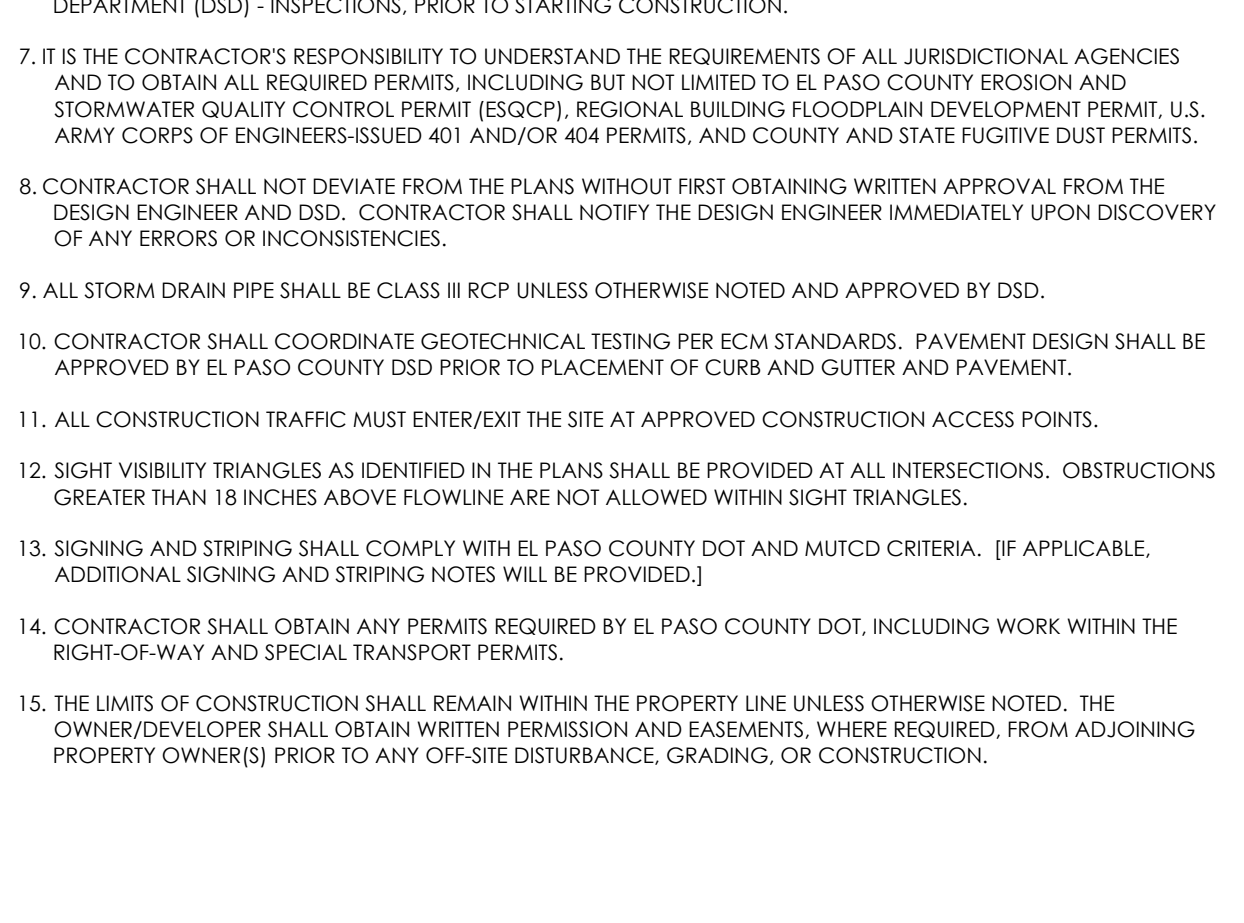 DEPARTMENT (DSD) - INSPECTIONS, PRIOR TO STARTING CONSTRUCTION.
7. IT IS THE CONTRACTOR'S RESPONSIBILITY TO UNDERSTAND THE REQUIREMENTS OF ALL JURISDICTIONAL AGENCIES
AND TO OBTAIN ALL REQUIRED PERMITS, INCLUDING BUT NOT LIMITED TO EL PASO COUNTY EROSION AND
STORMWATER QUALITY CONTROL PERMIT (ESQCP), REGIONAL BUILDING FLOODPLAIN DEVELOPMENT PERMIT, U.S.
ARMY CORPS OF ENGINEERS-ISSUED 401 AND/OR 404 PERMITS, AND COUNTY AND STATE FUGITIVE DUST PERMITS.
8. CONTRACTOR SHALL NOT DEVIATE FROM THE PLANS WITHOUT FIRST OBTAINING WRITTEN APPROVAL FROM THE
DESIGN ENGINEER AND DSD. CONTRACTOR SHALL NOTIFY THE DESIGN ENGINEER IMMEDIATELY UPON DISCOVERY
OF ANY ERRORS OR INCONSISTENCIES.
9. ALL STORM DRAIN PIPE SHALL BE CLASS III RCP UNLESS OTHERWISE NOTED AND APPROVED BY DSD.
10. CONTRACTOR SHALL COORDINATE GEOTECHNICAL TESTING PER ECM STANDARDS. PAVEMENT DESIGN SHALL BE
APPROVED BY EL PASO COUNTY DSD PRIOR TO PLACEMENT OF CURB AND GUTTER AND PAVEMENT.
11. ALL CONSTRUCTION TRAFFIC MUST ENTER/EXIT THE SITE AT APPROVED CONSTRUCTION ACCESS POINTS.
12. SIGHT VISIBILITY TRIANGLES AS IDENTIFIED IN THE PLANS SHALL BE PROVIDED AT ALL INTERSECTIONS. OBSTRUCTIONS
GREATER THAN 18 INCHES ABOVE FLOWLINE ARE NOT ALLOWED WITHIN SIGHT TRIANGLES.
13. SIGNING AND STRIPING SHALL COMPLY WITH EL PASO COUNTY DOT AND MUTCD CRITERIA. [IF APPLICABLE,
ADDITIONAL SIGNING AND STRIPING NOTES WILL BE PROVIDED.]
14. CONTRACTOR SHALL OBTAIN ANY PERMITS REQUIRED BY EL PASO COUNTY DOT, INCLUDING WORK WITHIN THE
RIGHT-OF-WAY AND SPECIAL TRANSPORT PERMITS.
15. THE LIMITS OF CONSTRUCTION SHALL REMAIN WITHIN THE PROPERTY LINE UNLESS OTHERWISE NOTED. THE
OWNER/DEVELOPER SHALL OBTAIN WRITTEN PERMISSION AND EASEMENTS, WHERE REQUIRED, FROM ADJOINING
PROPERTY OWNER(S) PRIOR TO ANY OFF-SITE DISTURBANCE, GRADING, OR CONSTRUCTION.